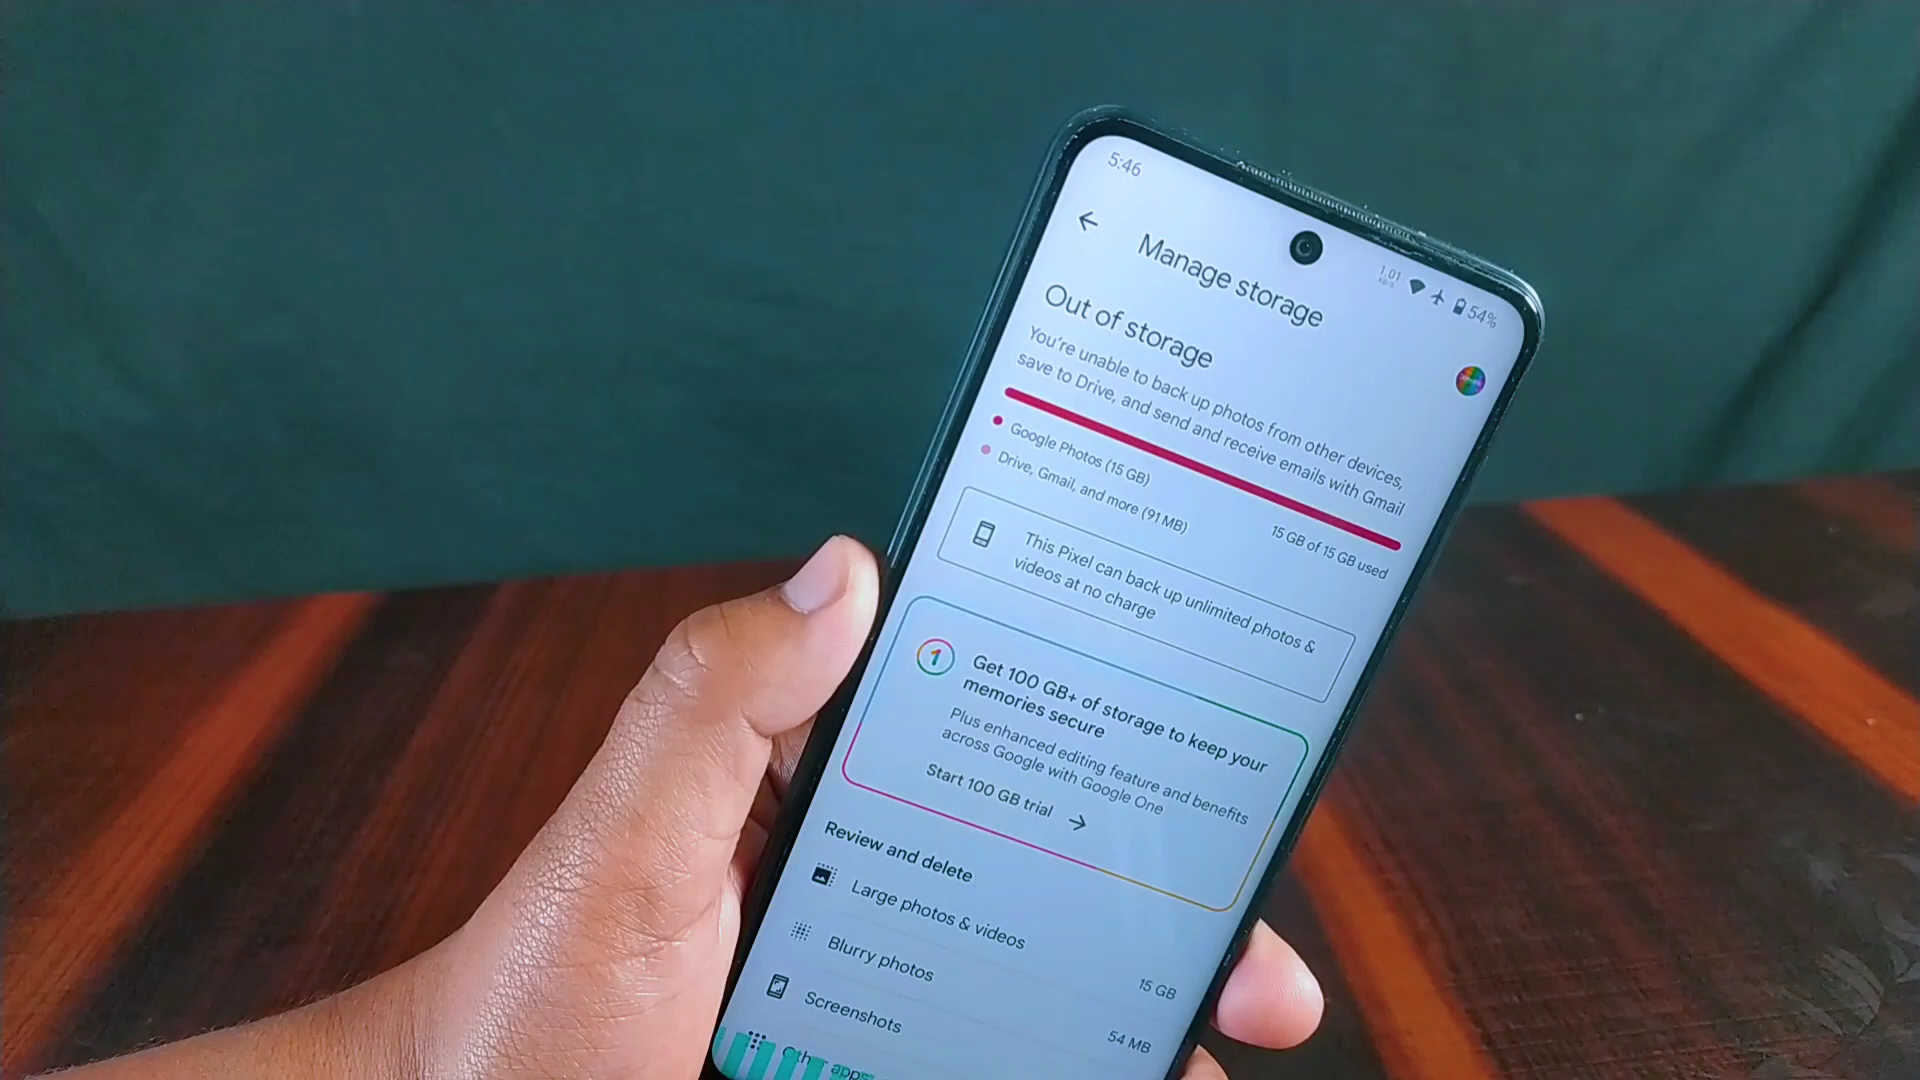 5:46
1.01
54%
Manage storage
Out of storage
You're unable to back up photos from other devices,
save to Drive, and send and receive emails with Gmail
15 GB of 15 GB used
Google Photos (15 GB)
Drive, Gmail, and more (91 MB)
This Pixel can back up unlimited photos &
videos at no charge
1
Get 100 GB+ of storage to keep your
memories secure
Plus enhanced editing feature and benefits
across Google with Google One
Start 100 GB trial
Review and delete
Large photos & videos
15 GB
Blurry photos
54 MB
Screenshots